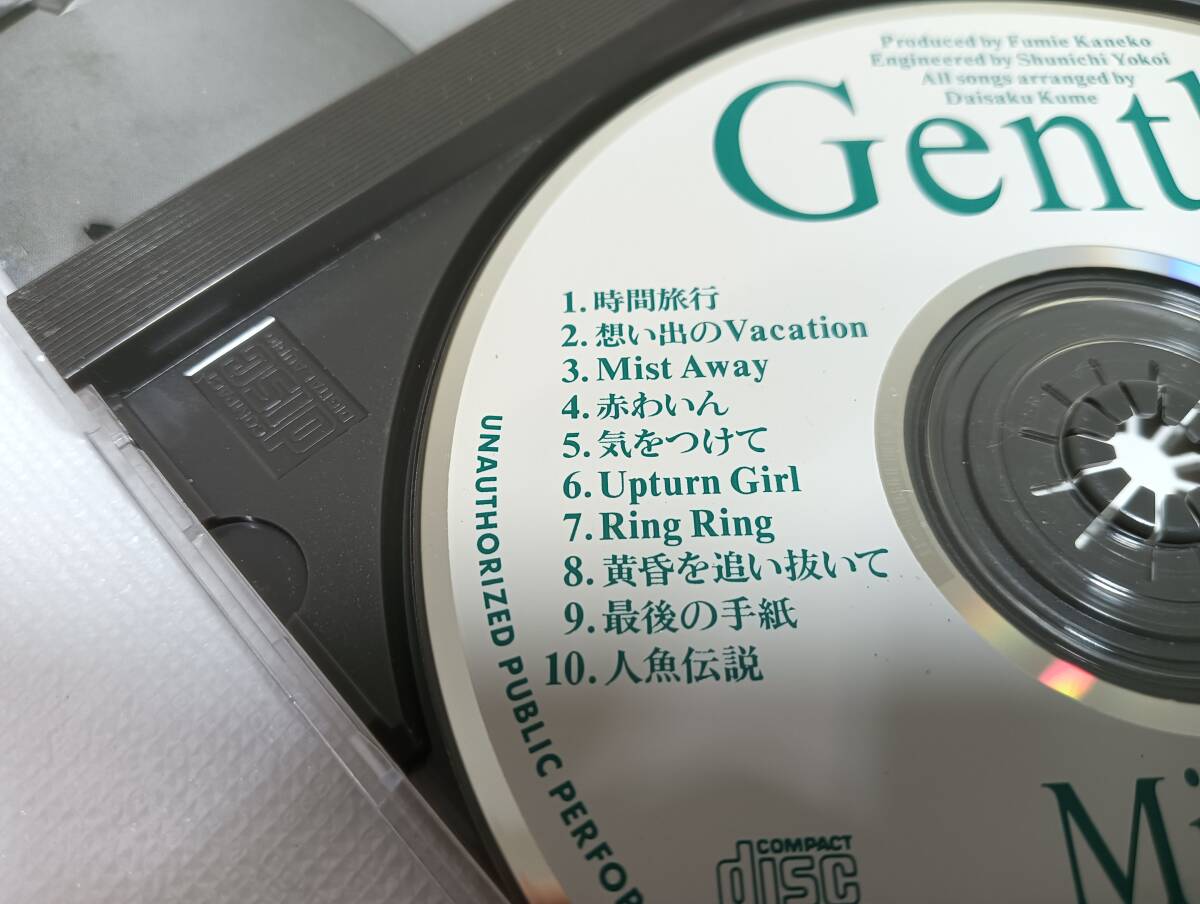 Produced by Fumie Kaneko
Engineered by Shunichi Yokoi
All songs arranged by
Daisaku Kume
Gentl
1. 時間旅行
2. 想い出のVacation
3. Mist Away
4. 赤わいん
5. 気をつけて
6. Upturn Girl
7. Ring Ring
8. 黄昏を追い抜いて
9. 最後の手紙
10. 人魚伝説
UNAUTHORIZED PUBLIC PERFOR
Mi
COMPACT
disc